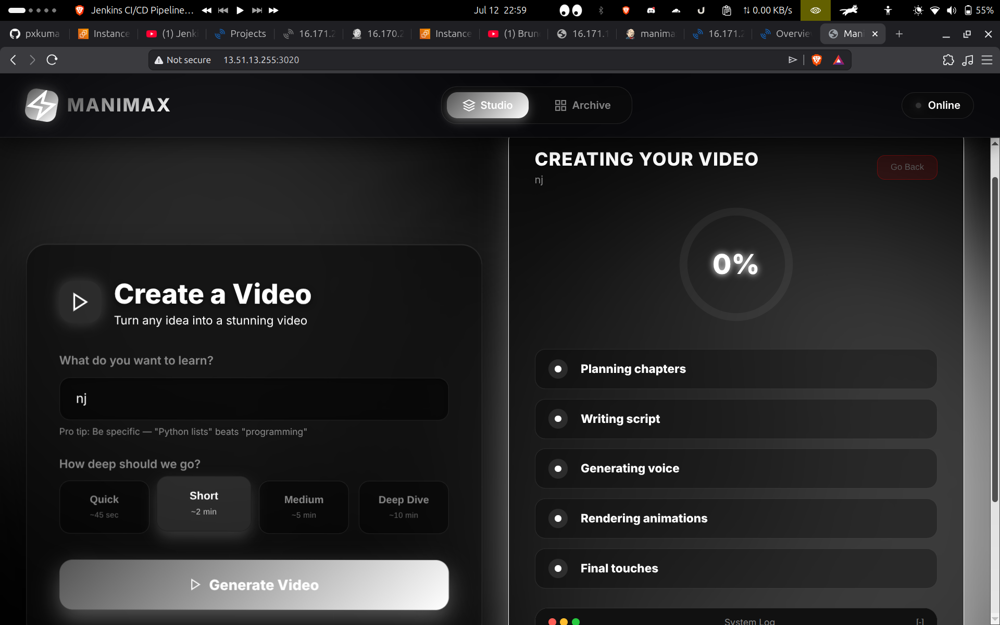 Jenkins CI/CD Pipeline...
Jul 12 22:59
0.00 KB/s
55%
pxkuma
Instance
(1) Jenki
Projects
16.171.2
16.170.2
Instance
(1) Brun
16.171.1
manima
16.171.2
Overvie
Mani
Not secure
13.51.13.255:3020
MANIMAX
Studio
Archive
Online
Create a Video
Turn any idea into a stunning video
What do you want to learn?
nj
Pro tip: Be specific — "Python lists" beats "programming"
How deep should we go?
Quick
~45 sec
Short
~2 min
Medium
~5 min
Deep Dive
~10 min
Generate Video
CREATING YOUR VIDEO
nj
Go Back
0%
Planning chapters
Writing script
Generating voice
Rendering animations
Final touches
System Log
[-]